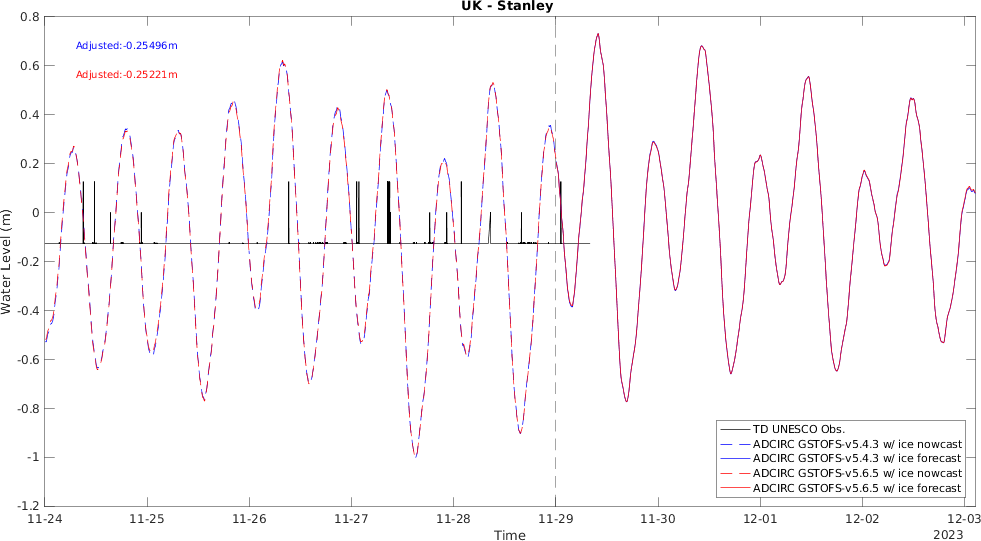 UK - Stanley
Adjusted:-0.25496m
Adjusted:-0.25221m
0.8
0.6
0.4
0.2
0
-0.2
-0.4
-0.6
-0.8
-1
-1.2
Water Level (m)
TD UNESCO Obs.
ADCIRC GSTOFS-v5.4.3 w/ ice nowcast
ADCIRC GSTOFS-v5.4.3 w/ ice forecast
ADCIRC GSTOFS-v5.6.5 w/ ice nowcast
ADCIRC GSTOFS-v5.6.5 w/ ice forecast
11-24 11-25 11-26 11-27 11-28 11-29 11-30 12-01 12-02 12-03
Time
2023